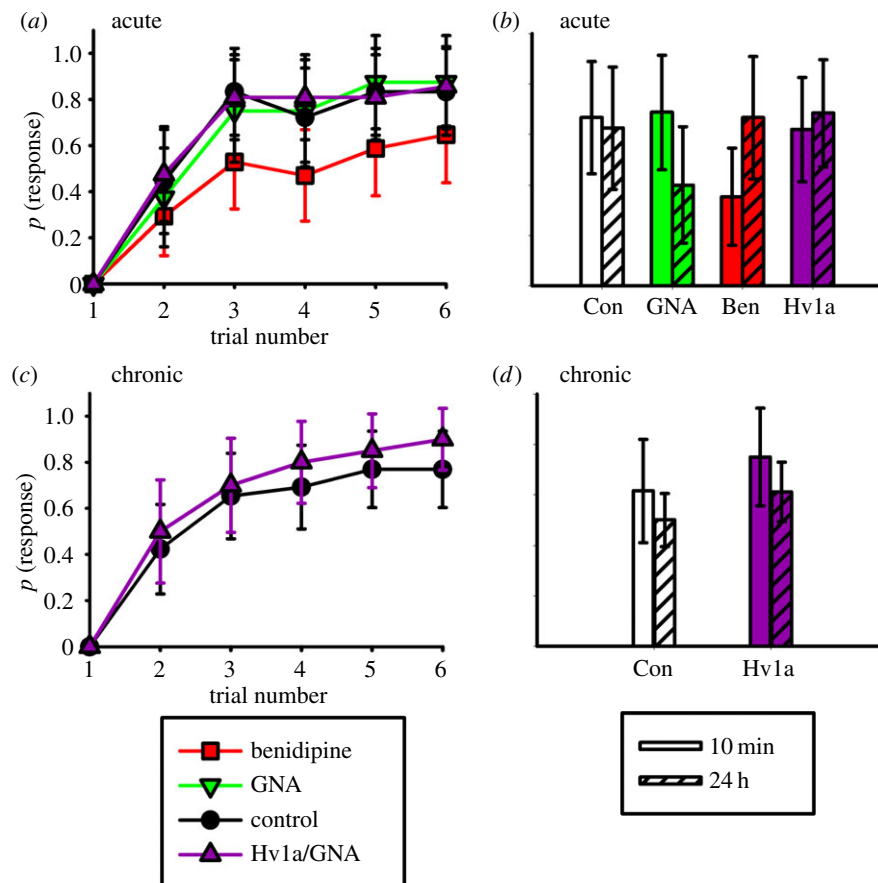 (a) acute
1.0
0.8
0.6
0.4
0.2
0
p (response)
1 2 3 4 5 6
trial number
(b) acute
Con GNA Ben Hv1a
(c) chronic
1.0
0.8
0.6
0.4
0.2
0
p (response)
1 2 3 4 5 6
trial number
(d) chronic
Con Hv1a
benidipine
GNA
control
Hv1a/GNA
10 min
24 h